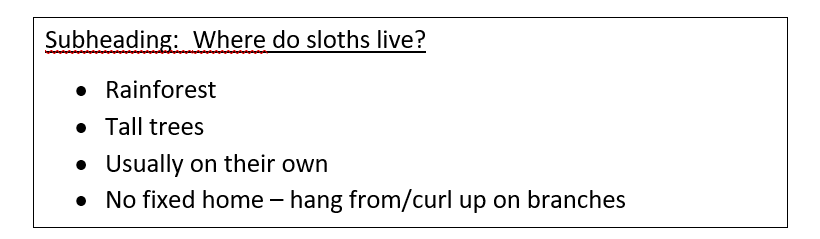 Subheading:  Where do sloths live?
• Rainforest
• Tall trees
• Usually on their own
• No fixed home – hang from/curl up on branches